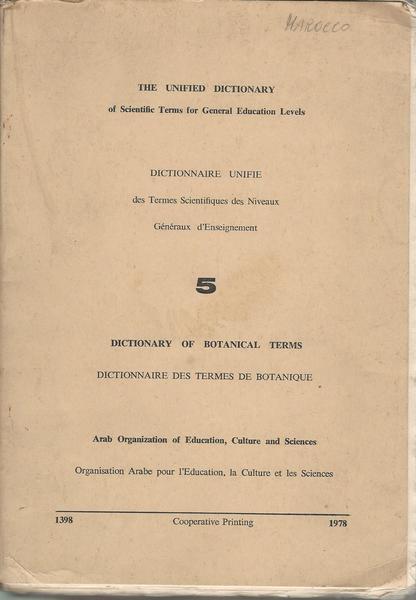 MAROCCO
THE UNIFIED DICTIONARY
of Scientific Terms for General Education Levels
DICTIONNAIRE UNIFIE
des Termes Scientifiques des Niveaux
Généraux d'Enseignement
5
DICTIONARY OF BOTANICAL TERMS
DICTIONNAIRE DES TERMES DE BOTANIQUE
Arab Organization of Education, Culture and Sciences
Organisation Arabe pour l'Education, la Culture et les Sciences
1398 Cooperative Printing 1978